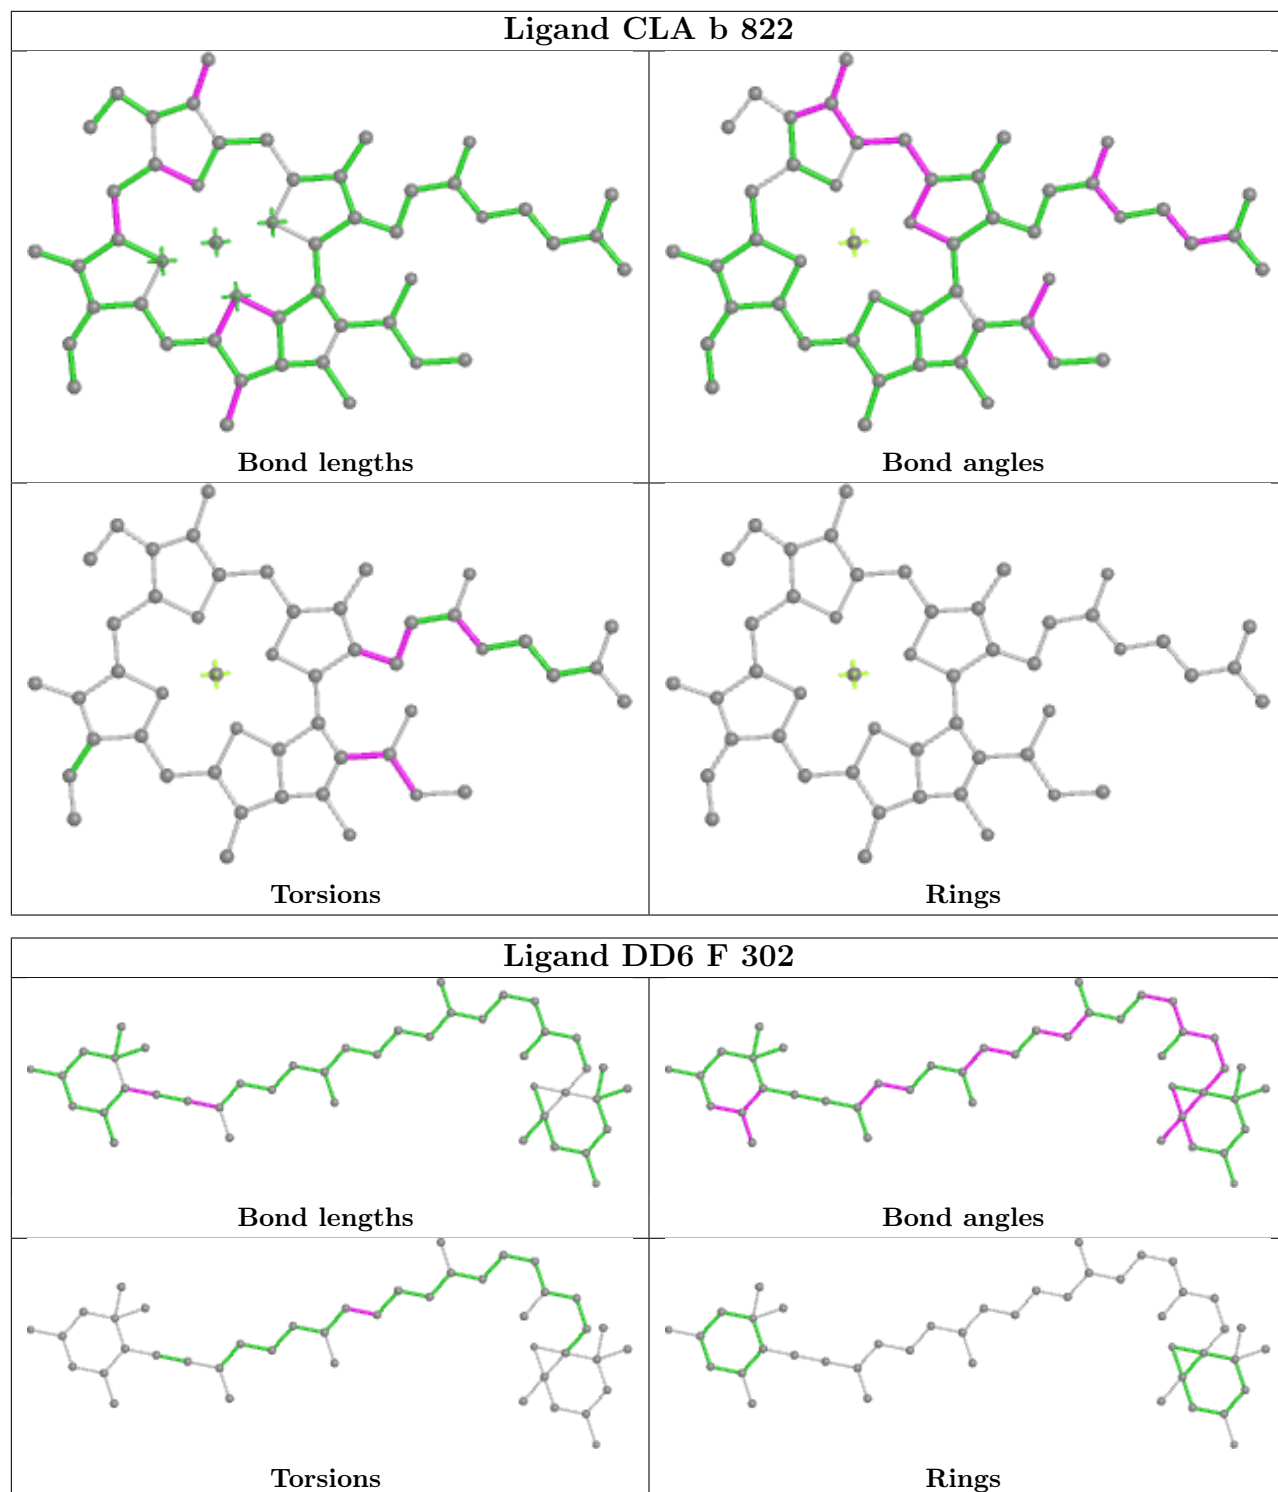 Ligand CLA b 822
Bond lengths
Bond angles
Torsions
Rings
Ligand DD6 F 302
Bond lengths
Bond angles
Torsions
Rings